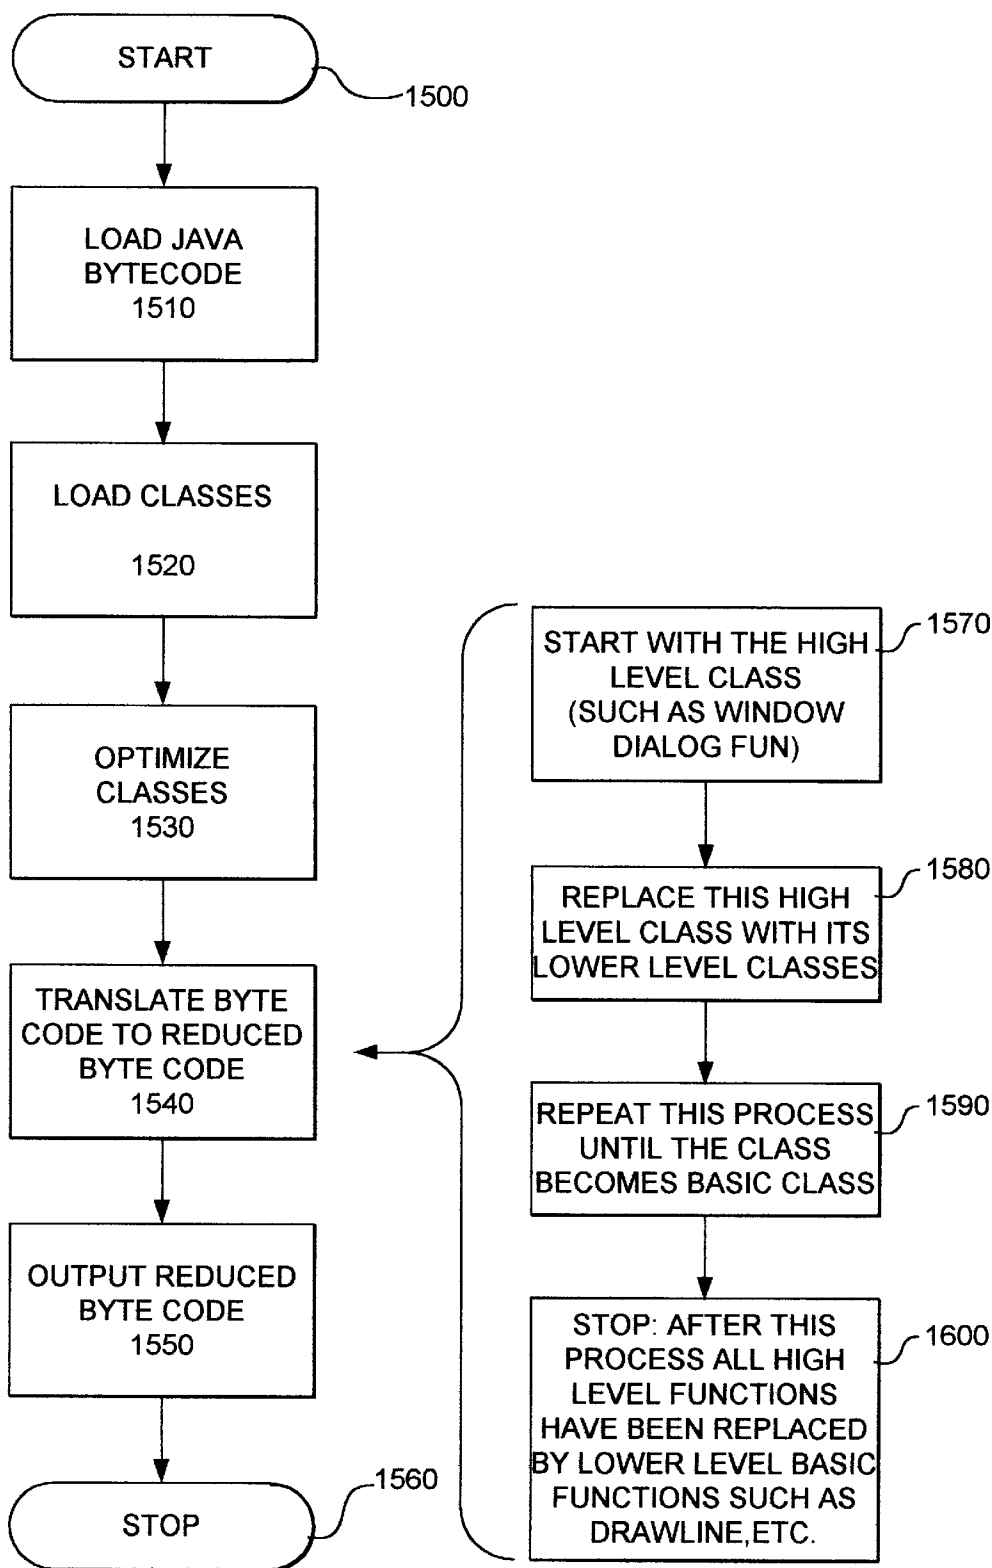 START
1500
LOAD JAVA
BYTECODE
1510
LOAD CLASSES
1520
OPTIMIZE
CLASSES
1530
TRANSLATE BYTE
CODE TO REDUCED
BYTE CODE
1540
OUTPUT REDUCED
BYTE CODE
1550
1560
STOP
1570
START WITH THE HIGH
LEVEL CLASS
(SUCH AS WINDOW
DIALOG FUN)
1580
REPLACE THIS HIGH
LEVEL CLASS WITH ITS
LOWER LEVEL CLASSES
1590
REPEAT THIS PROCESS
UNTIL THE CLASS
BECOMES BASIC CLASS
1600
STOP: AFTER THIS
PROCESS ALL HIGH
LEVEL FUNCTIONS
HAVE BEEN REPLACED
BY LOWER LEVEL BASIC
FUNCTIONS SUCH AS
DRAWLINE,ETC.